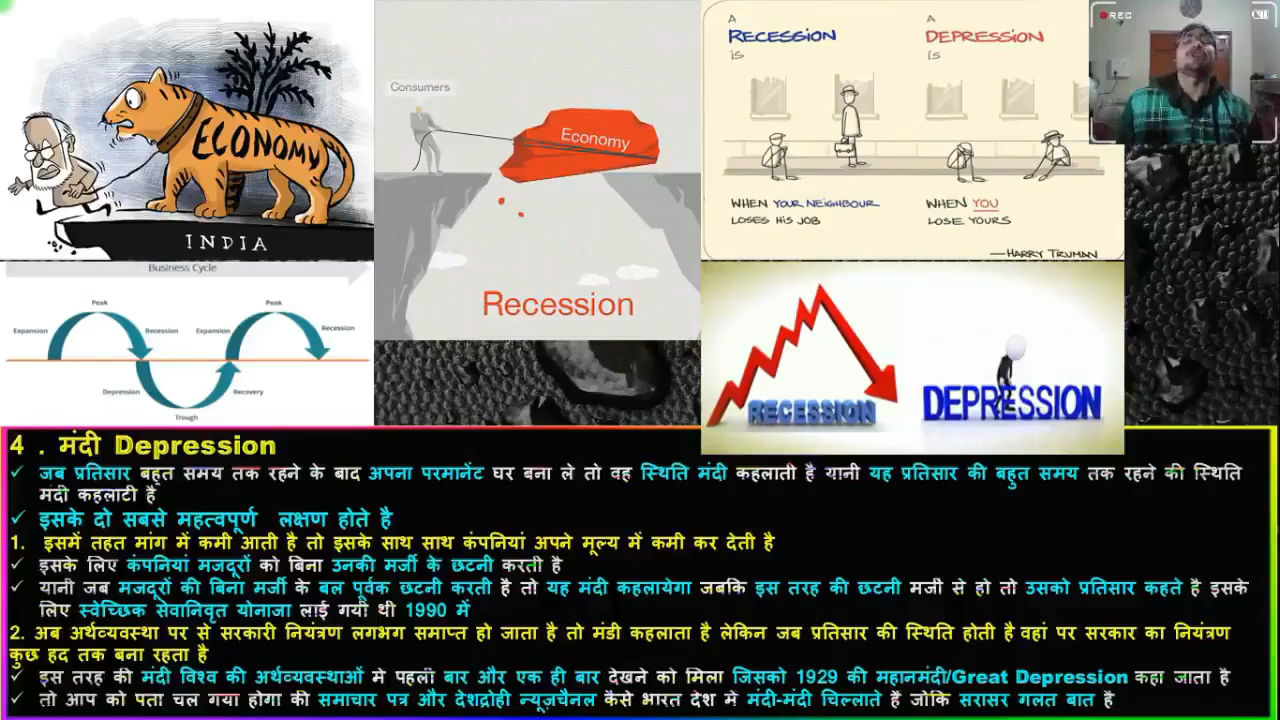 ECONOMY
INDIA
Consumers
Economy
Recession
A
RECESSION
IS
WHEN YOUR NEIGHBOUR
LOSES HIS JOB
A
DEPRESSION
IS
WHEN YOU
LOSE YOURS
—HARRY TRUMAN
REC
Business Cycle
Peak
Peak
Expansion
Recession
Expansion
Recession
Depression
Recovery
Trough
RECESSION
DEPRESSION
4 . मंदी Depression
✓ जब प्रतिसार बहुत समय तक रहने के बाद अपना परमानेंट घर बना ले तो वह स्थिति मंदी कहलाती है यानी यह प्रतिसार की बहुत समय तक रहने की स्थिति
मंदी कहलाटी है
✓ इसके दो सबसे महत्वपूर्ण लक्षण होते है
1. इसमें तहत मांग में कमी आती है तो इसके साथ साथ कंपनियां अपने मूल्य में कमी कर देती है
✓ इसके लिए कंपनियां मजदूरों को बिना उनकी मर्जी के छटनी करती है
✓ यानी जब मजदूरों की बिना मर्जी के बल पूर्वक छटनी करती है तो यह मंदी कहलायेगा जबकि इस तरह की छटनी मर्जी से हो तो उसको प्रतिसार कहते है इसके
लिए स्वेच्छिक सेवानिवृत योनाजा लाई गयी थी 1990 में
2. अब अर्थव्यवस्था पर से सरकारी नियंत्रण लगभग समाप्त हो जाता है तो मंडी कहलाता है लेकिन जब प्रतिसार की स्थिति होती है वहां पर सरकार का नियंत्रण
कुछ हद तक बना रहता है
✓ इस तरह की मंदी विश्व की अर्थव्यवस्थाओं मे पहली बार और एक ही बार देखने को मिला जिसको 1929 की महानमंदी/Great Depression कहा जाता है
✓ तो आप को पता चल गया होगा की समाचार पत्र और देशद्रोही न्यूज़चैनल कैसे भारत देश में मंदी-मंदी चिल्लाते हैं जोकि सरासर गलत बात है